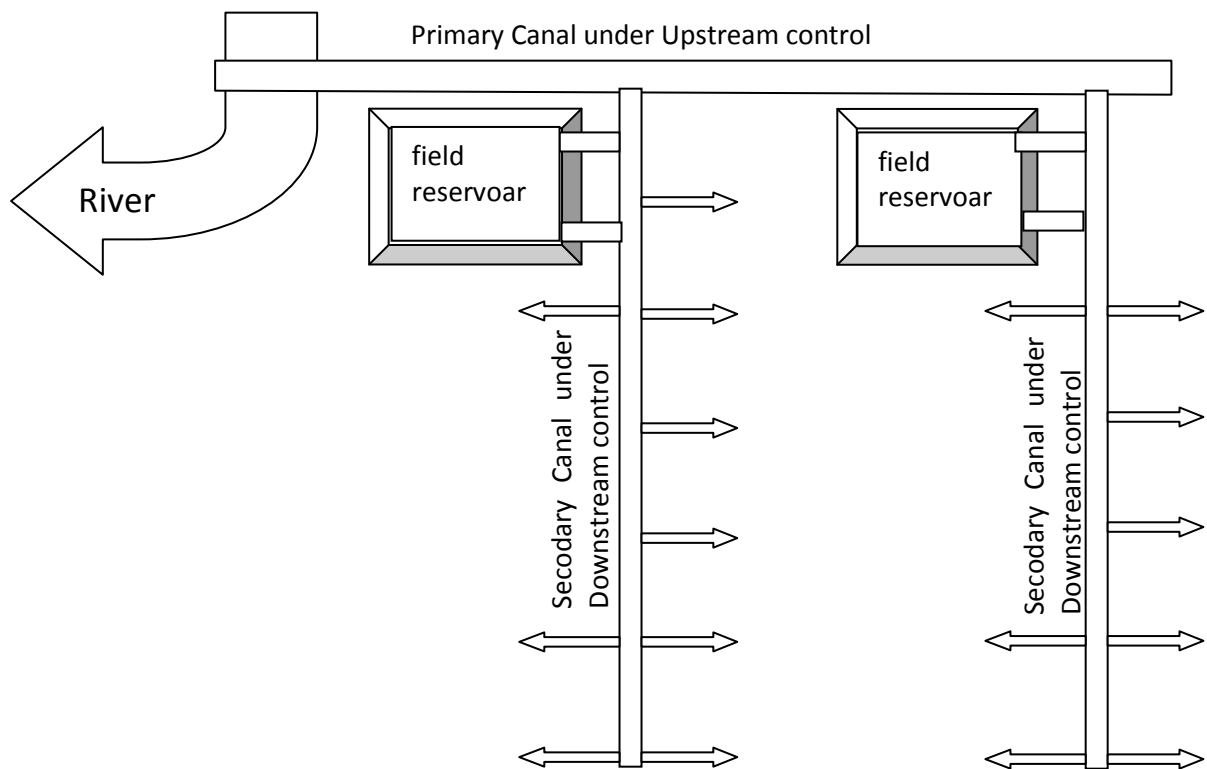 Primary Canal under Upstream control
River
field
reservoar
field
reservoar
Secodary Canal under
Downstream control
Secodary Canal under
Downstream control